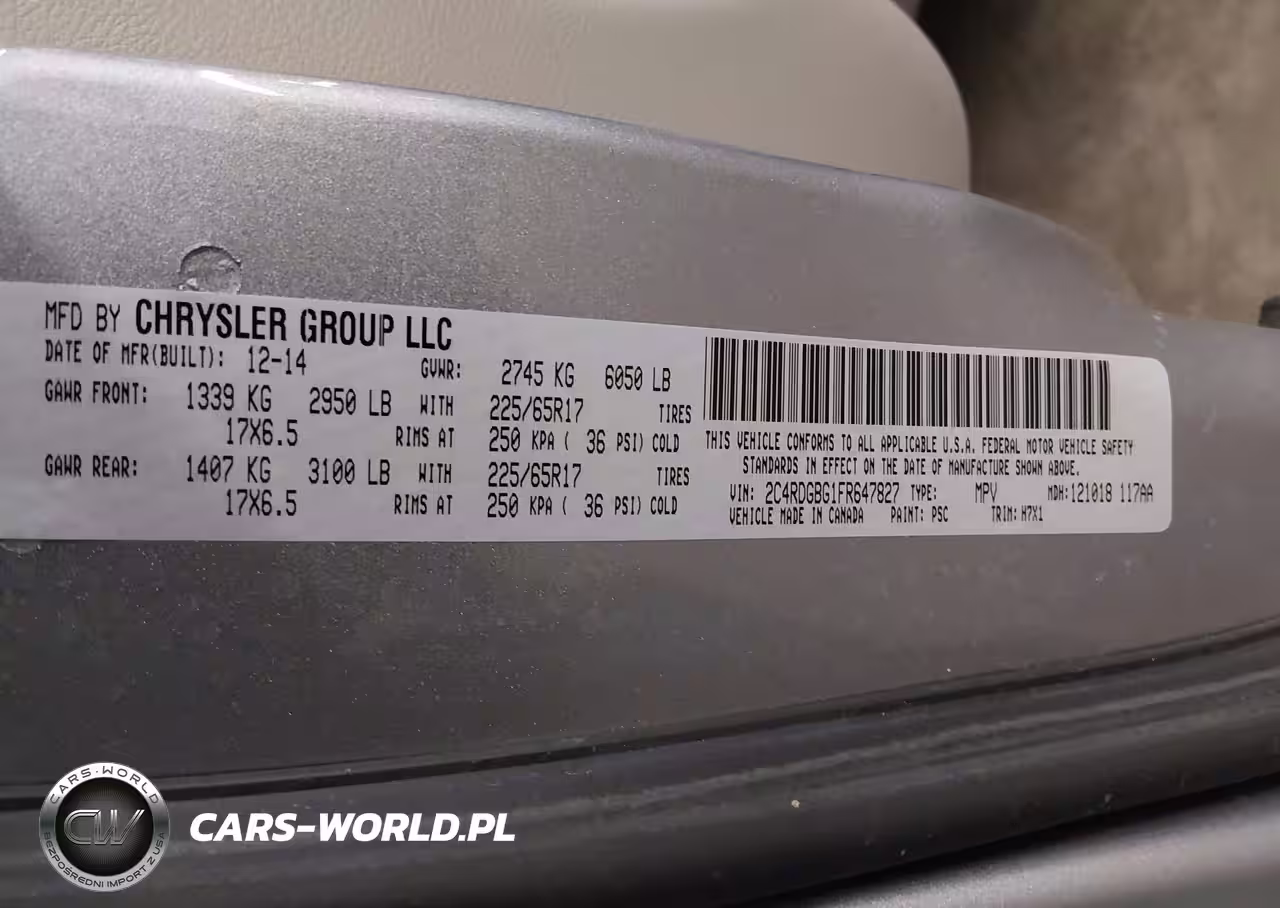 MFD BY CHRYSLER GROUP LLC
DATE OF MFR(BUILT): 12-14 GVWR: 2745 KG 6050 LB
GAWR FRONT: 1339 KG 2950 LB WITH 225/65R17 TIRES
17X6.5 RIMS AT 250 KPA ( 36 PSI) COLD
GAWR REAR: 1407 KG 3100 LB WITH 225/65R17 TIRES
17X6.5 RIMS AT 250 KPA ( 36 PSI) COLD
THIS VEHICLE CONFORMS TO ALL APPLICABLE U.S.A. FEDERAL MOTOR VEHICLE SAFETY
STANDARDS IN EFFECT ON THE DATE OF MANUFACTURE SHOWN ABOVE.
VIN: 2C4RDGBG1FR647827 TYPE: MPV MDH:121018 117AA
VEHICLE MADE IN CANADA PAINT: PSC TRIM: H7X1
CARS-WORLD
CW
BEZPOŚREDNI IMPORT Z USA
CARS-WORLD.PL